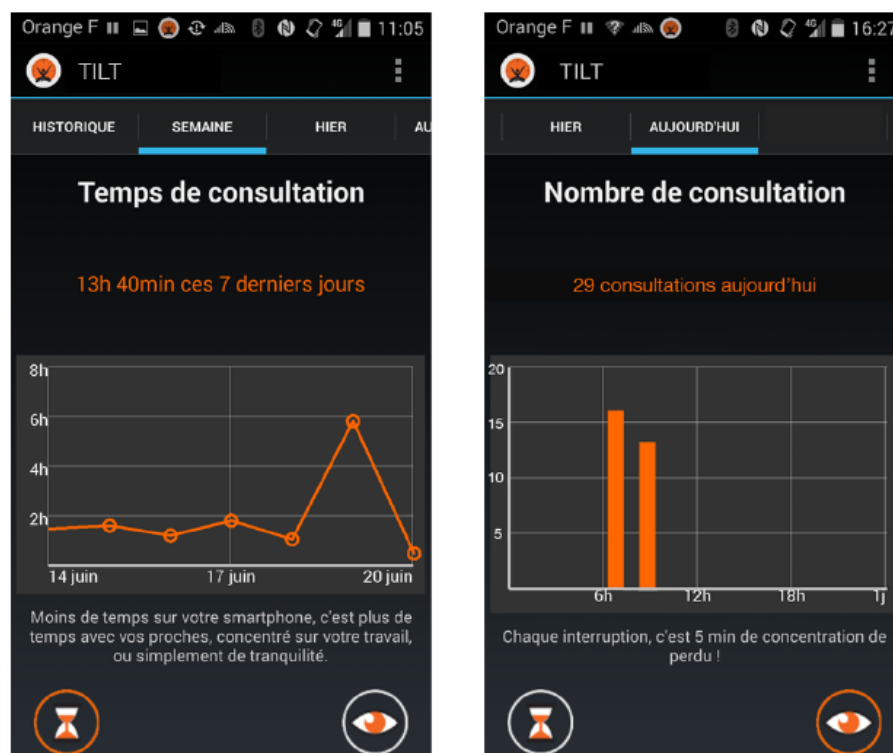 Orange F 4G 11:05
TILT
HISTORIQUE SEMAINE HIER AU
Temps de consultation
13h 40min ces 7 derniers jours
8h
6h
4h
2h
14 juin 17 juin 20 juin
Moins de temps sur votre smartphone, c'est plus de
temps avec vos proches, concentré sur votre travail,
ou simplement de tranquilité.
Orange F 4G 16:27
TILT
HIER AUJOURD'HUI
Nombre de consultation
29 consultations aujourd'hui
20
15
10
5
6h 12h 18h 1j
Chaque interruption, c'est 5 min de concentration de
perdu !